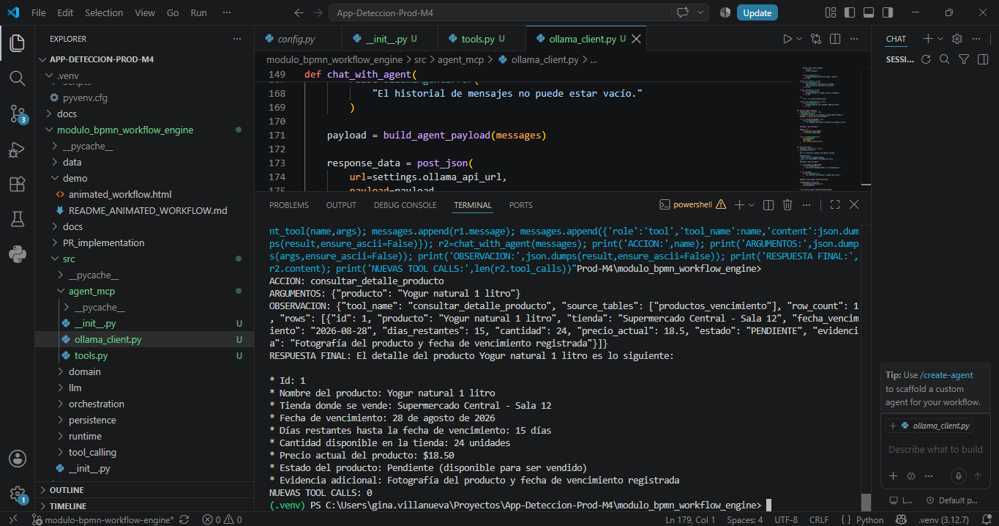 File Edit Selection View Go Run ···
App-Deteccion-Prod-M4
Update
EXPLORER
APP-DETECCION-PROD-M4
.venv
Scripts
pyvenv.cfg
docs
modulo_bpmn_workflow_engine
__pycache__
data
demo
animated_workflow.html
README_ANIMATED_WORKFLOW.md
docs
PR_implementation
src
__pycache__
agent_mcp
__pycache__
__init__.py U
ollama_client.py U
tools.py U
domain
llm
orchestration
persistence
runtime
tool_calling
__init__.py
OUTLINE
TIMELINE
config.py __init__.py U tools.py U ollama_client.py U
modulo_bpmn_workflow_engine > src > agent_mcp > ollama_client.py > ...
149 def chat_with_agent(
168 "El historial de mensajes no puede estar vacío."
169 )
170
171 payload = build_agent_payload(messages)
172
173 response_data = post_json(
174 url=settings.ollama_api_url,
175 payload=payload
PROBLEMS OUTPUT DEBUG CONSOLE TERMINAL PORTS
powershell
nt_tool(name,args); messages.append(r1.message); messages.append({'role':'tool','tool_name':name,'content':json.dum
ps(result,ensure_ascii=False)}); r2=chat_with_agent(messages); print('ACCION:',name); print('ARGUMENTOS:',json.dump
s(args,ensure_ascii=False)); print('OBSERVACION:',json.dumps(result,ensure_ascii=False)); print('RESPUESTA FINAL:',
r2.content); print('NUEVAS TOOL CALLS:',len(r2.tool_calls))"Prod-M4\modulo_bpmn_workflow_engine>
ACCION: consultar_detalle_producto
ARGUMENTOS: {"producto": "Yogur natural 1 litro"}
OBSERVACION: {"tool_name": "consultar_detalle_producto", "source_tables": ["productos_vencimiento"], "row_count": 1
, "rows": [{"id": 1, "producto": "Yogur natural 1 litro", "tienda": "Supermercado Central - Sala 12", "fecha_vencim
iento": "2026-08-28", "dias_restantes": 15, "cantidad": 24, "precio_actual": 18.5, "estado": "PENDIENTE", "evidenci
a": "Fotografía del producto y fecha de vencimiento registrada"}]}
RESPUESTA FINAL: El detalle del producto Yogur natural 1 litro es lo siguiente:
* Id: 1
* Nombre del producto: Yogur natural 1 litro
* Tienda donde se vende: Supermercado Central - Sala 12
* Fecha de vencimiento: 28 de agosto de 2026
* Días restantes hasta la fecha de vencimiento: 15 días
* Cantidad disponible en la tienda: 24 unidades
* Precio actual del producto: $18.50
* Estado del producto: Pendiente (disponible para ser vendido)
* Evidencia adicional: Fotografía del producto y fecha de vencimiento registrada
NUEVAS TOOL CALLS: 0
(.venv) PS C:\Users\gina.villanueva\Proyectos\App-Deteccion-Prod-M4\modulo_bpmn_workflow_engine>
CHAT
SESSI...
Tip: Use /create-agent
to scaffold a custom
agent for your workflow.
ollama_client.py
Describe what to build
L... Default p...
3
1
modulo-bpmn-workflow-engine* 0 0 Ln 179, Col 1 Spaces: 4 UTF-8 CRLF { } Python .venv (3.12.7)